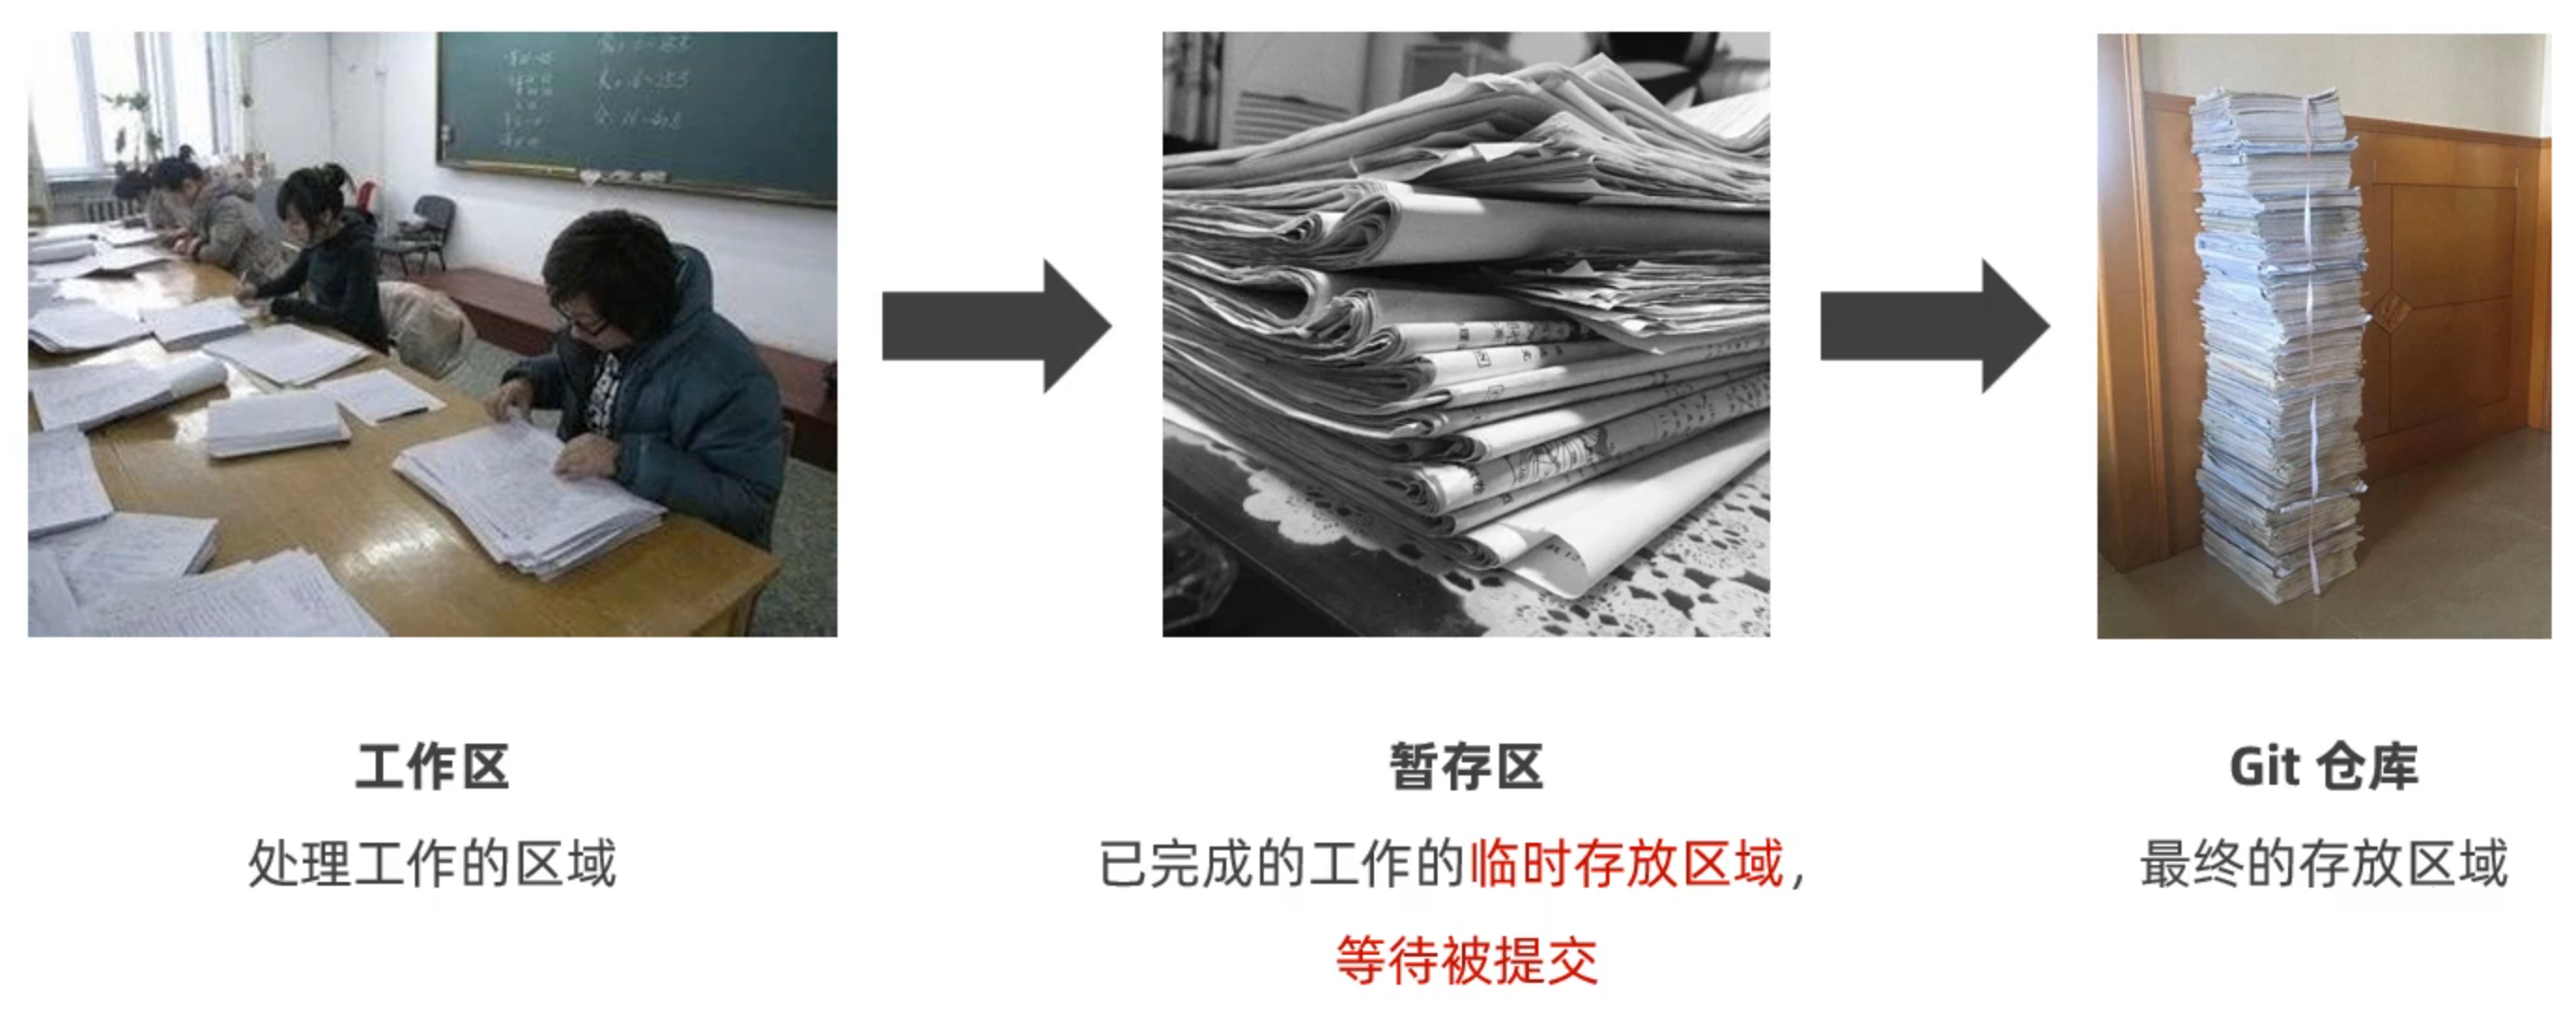 工作区
处理工作的区域
暂存区
已完成的工作的临时存放区域，
等待被提交
Git 仓库
最终的存放区域